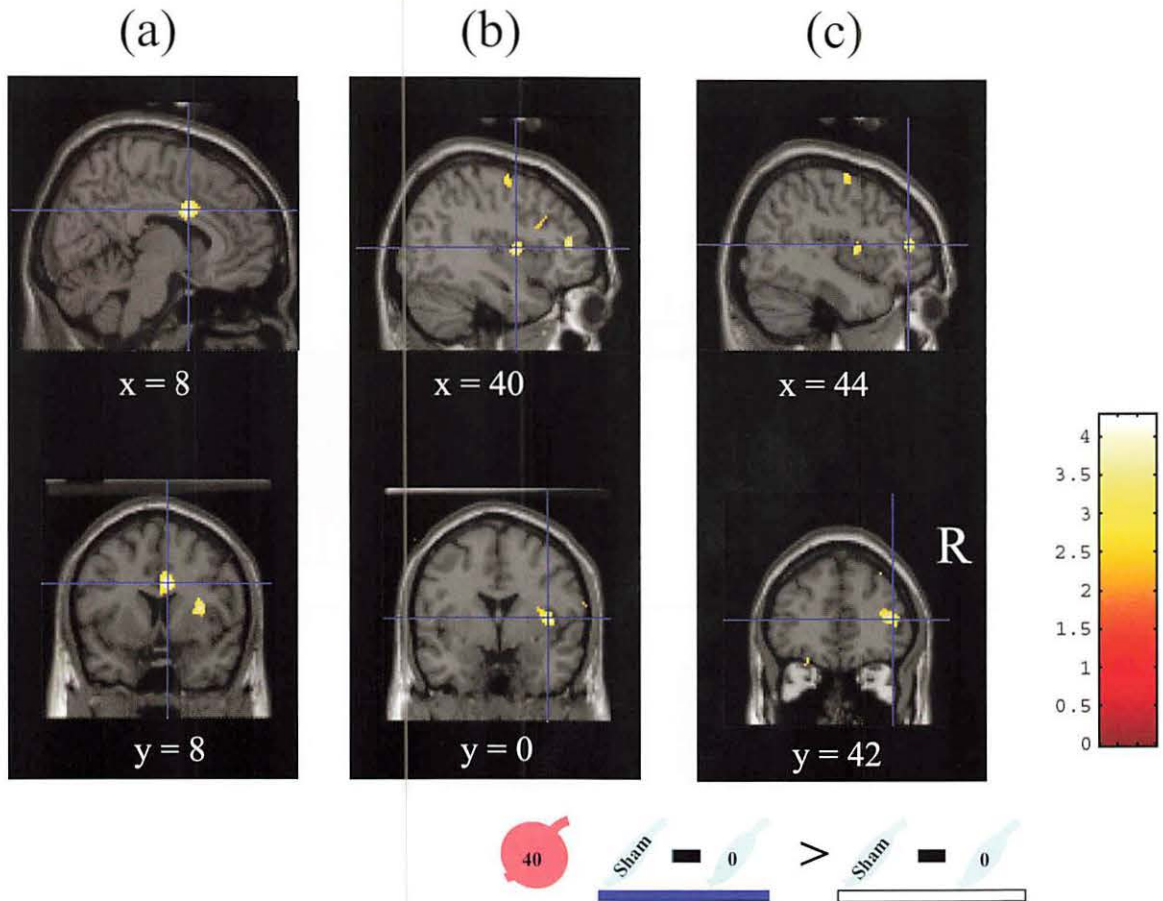 (a) (b) (c)
x = 8 x = 40 x = 44
R
y = 8 y = 0 y = 42
4
3.5
3
2.5
2
1.5
1
0.5
0
40 Sham - 0 > Sham - 0